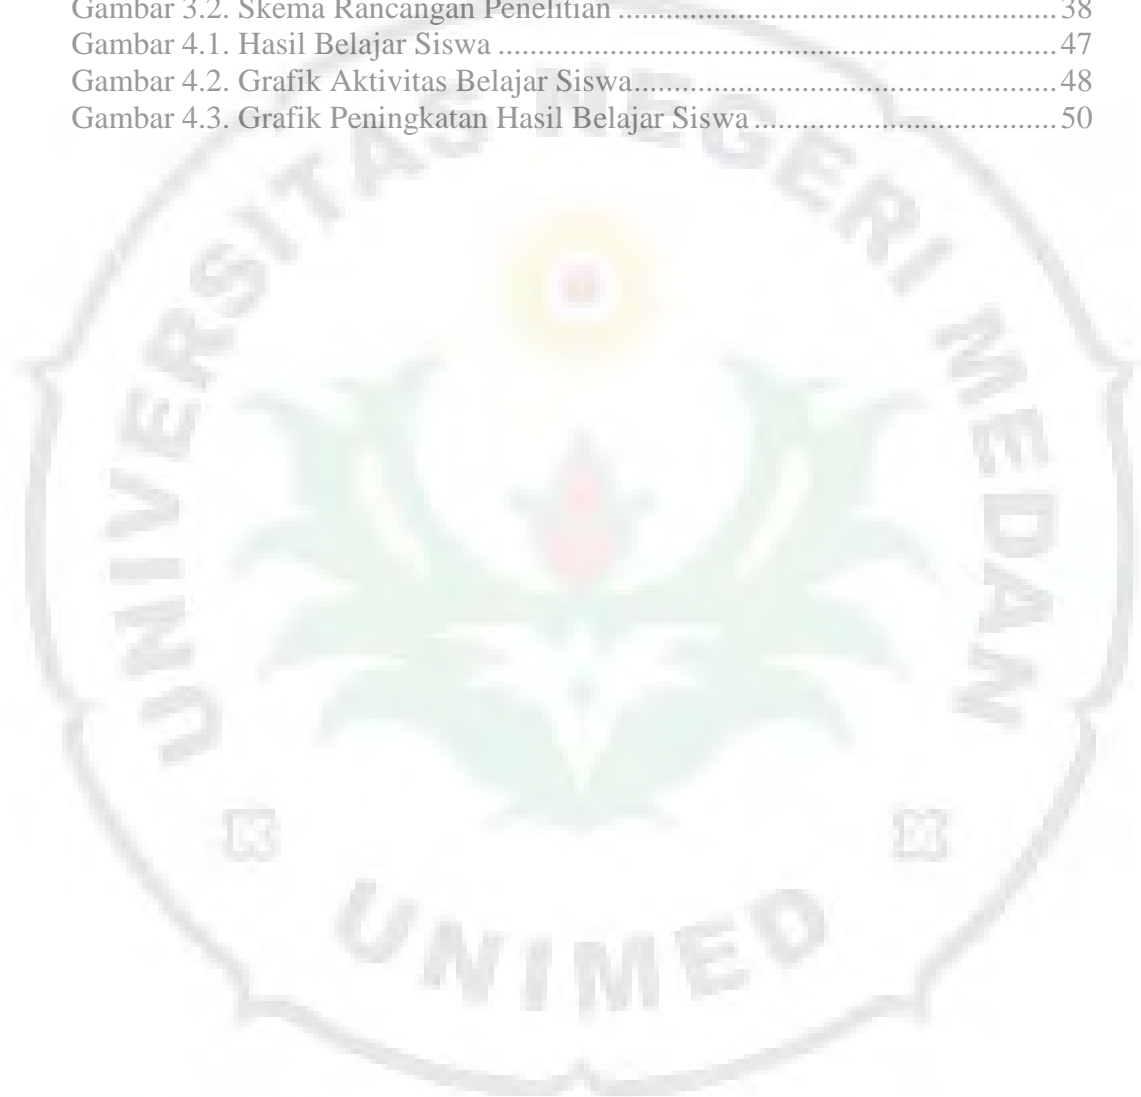 Gambar 3.2. Skema Rancangan Penelitian ........................................................ 38
Gambar 4.1. Hasil Belajar Siswa ....................................................................... 47
Gambar 4.2. Grafik Aktivitas Belajar Siswa...................................................... 48
Gambar 4.3. Grafik Peningkatan Hasil Belajar Siswa ....................................... 50
UNIVERSITAS NEGERI MEDAN
UNIMED